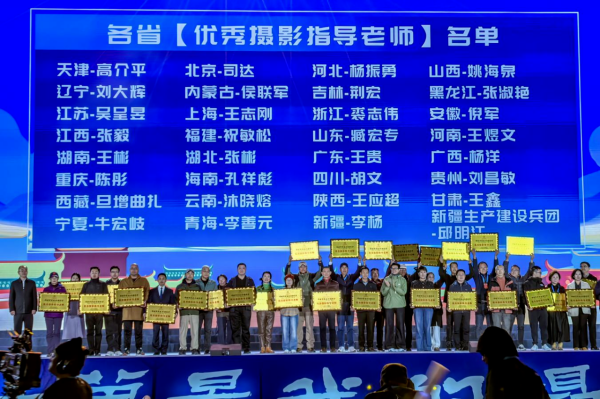 各省【优秀摄影指导老师】名单
天津-高介平 北京-司达 河北-杨振勇 山西-姚海泉
辽宁-刘大辉 内蒙古-侯联军 吉林-荆宏 黑龙江-张淑艳
江苏-吴呈昱 上海-王志刚 浙江-裘志伟 安徽-倪军
江西-张毅 福建-祝敏松 山东-臧宏专 河南-王煜文
湖南-王彬 湖北-张彬 广东-王贵 广西-杨洋
重庆-陈彤 海南-孔祥彪 四川-胡文 贵州-刘昌敏
西藏-旦增曲扎 云南-沐晓熔 陕西-王应超 甘肃-王鑫
宁夏-牛宏岐 青海-李善元 新疆-李杨 新疆生产建设兵团
-邱明江